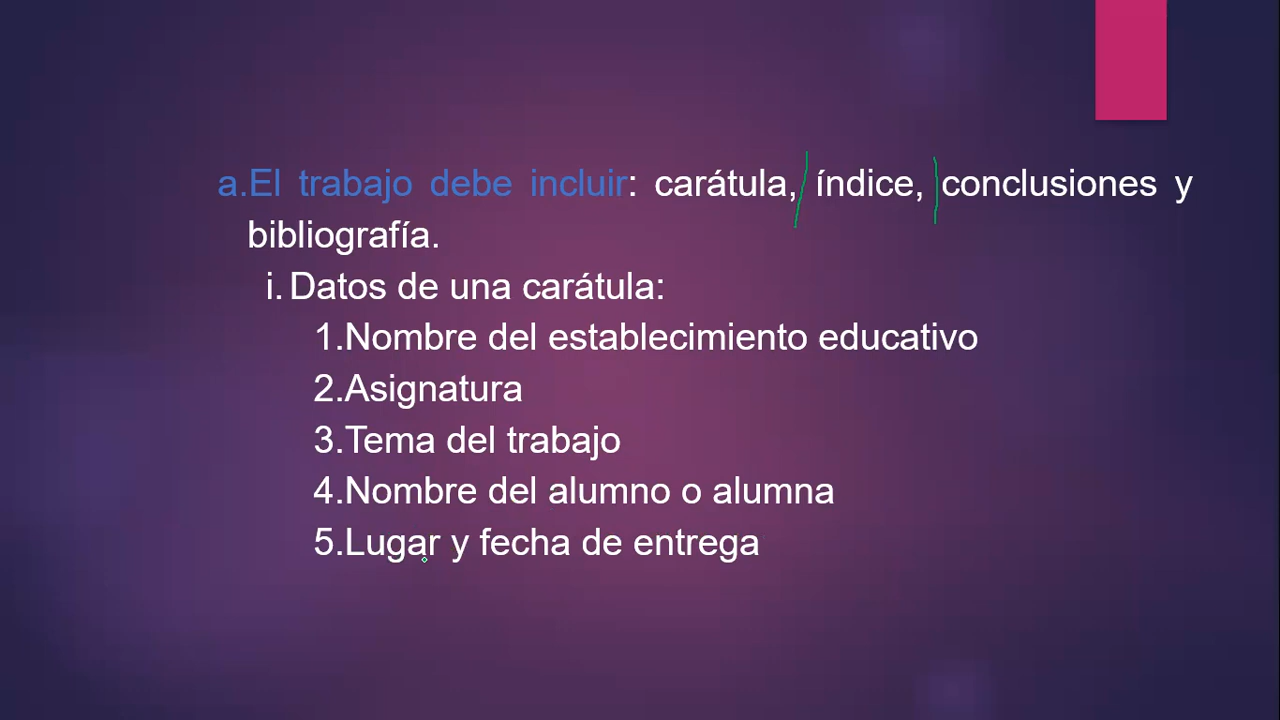 a.El trabajo debe incluir: carátula, índice, conclusiones y
bibliografía.
i. Datos de una carátula:
1.Nombre del establecimiento educativo
2.Asignatura
3.Tema del trabajo
4.Nombre del alumno o alumna
5.Lugar y fecha de entrega